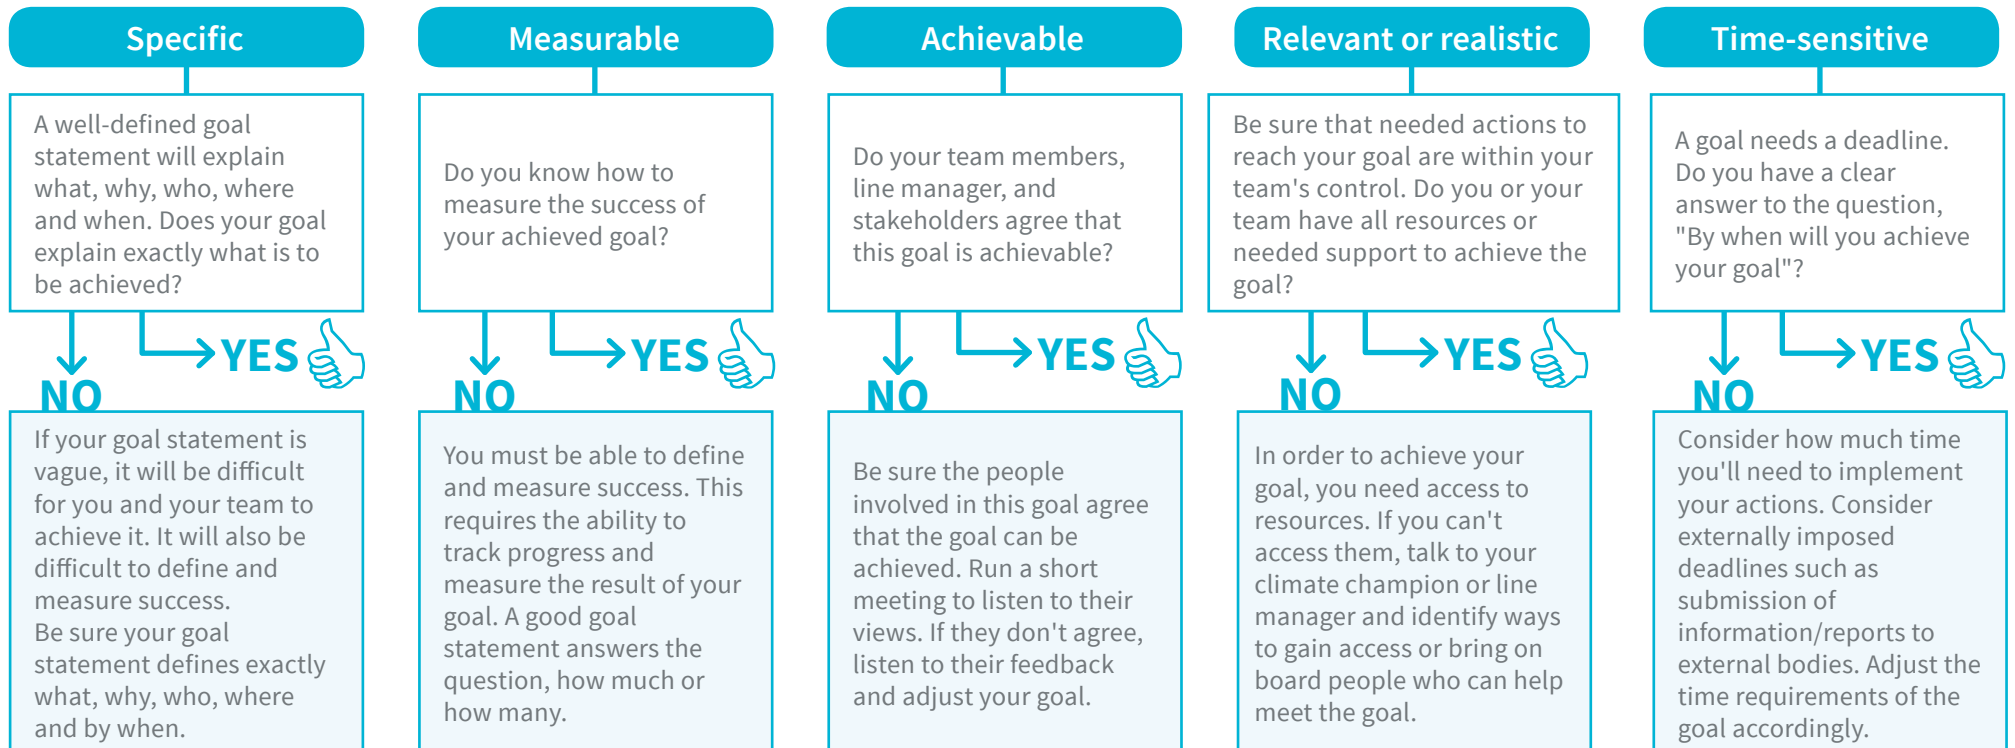 Specific
A well-defined goal
statement will explain
what, why, who, where
and when. Does your goal
explain exactly what is to
be achieved?
NO
YES
If your goal statement is
vague, it will be difficult
for you and your team to
achieve it. It will also be
difficult to define and
measure success.
Be sure your goal
statement defines exactly
what, why, who, where
and by when.
Measurable
Do you know how to
measure the success of
your achieved goal?
NO
YES
You must be able to define
and measure success. This
requires the ability to
track progress and
measure the result of your
goal. A good goal
statement answers the
question, how much or
how many.
Achievable
Do your team members,
line manager, and
stakeholders agree that
this goal is achievable?
NO
YES
Be sure the people
involved in this goal agree
that the goal can be
achieved. Run a short
meeting to listen to their
views. If they don't agree,
listen to their feedback
and adjust your goal.
Relevant or realistic
Be sure that needed actions to
reach your goal are within your
team's control. Do you or your
team have all resources or
needed support to achieve the
goal?
NO
YES
In order to achieve your
goal, you need access to
resources. If you can't
access them, talk to your
climate champion or line
manager and identify ways
to gain access or bring on
board people who can help
meet the goal.
Time-sensitive
A goal needs a deadline.
Do you have a clear
answer to the question,
"By when will you achieve
your goal"?
NO
YES
Consider how much time
you'll need to implement
your actions. Consider
externally imposed
deadlines such as
submission of
information/reports to
external bodies. Adjust the
time requirements of the
goal accordingly.